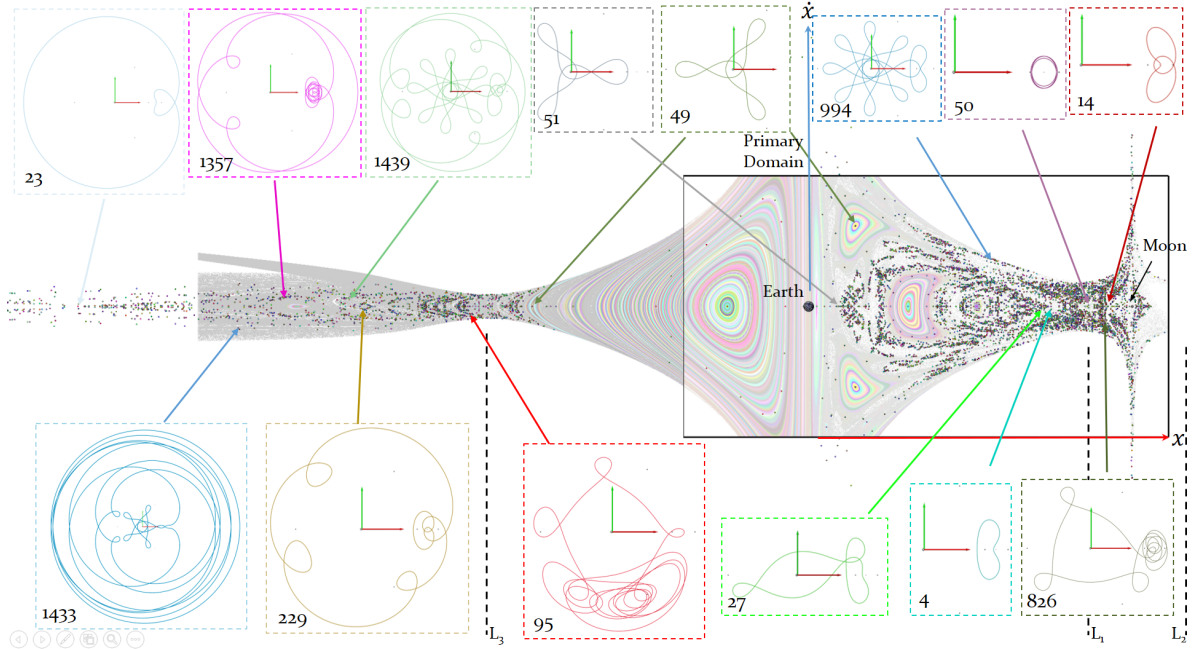 23
1357
1439
51
49
994
50
14
ẋ
Primary
Domain
Earth
Moon
x
1433
229
95
27
4
826
L₃
L₁
L₂